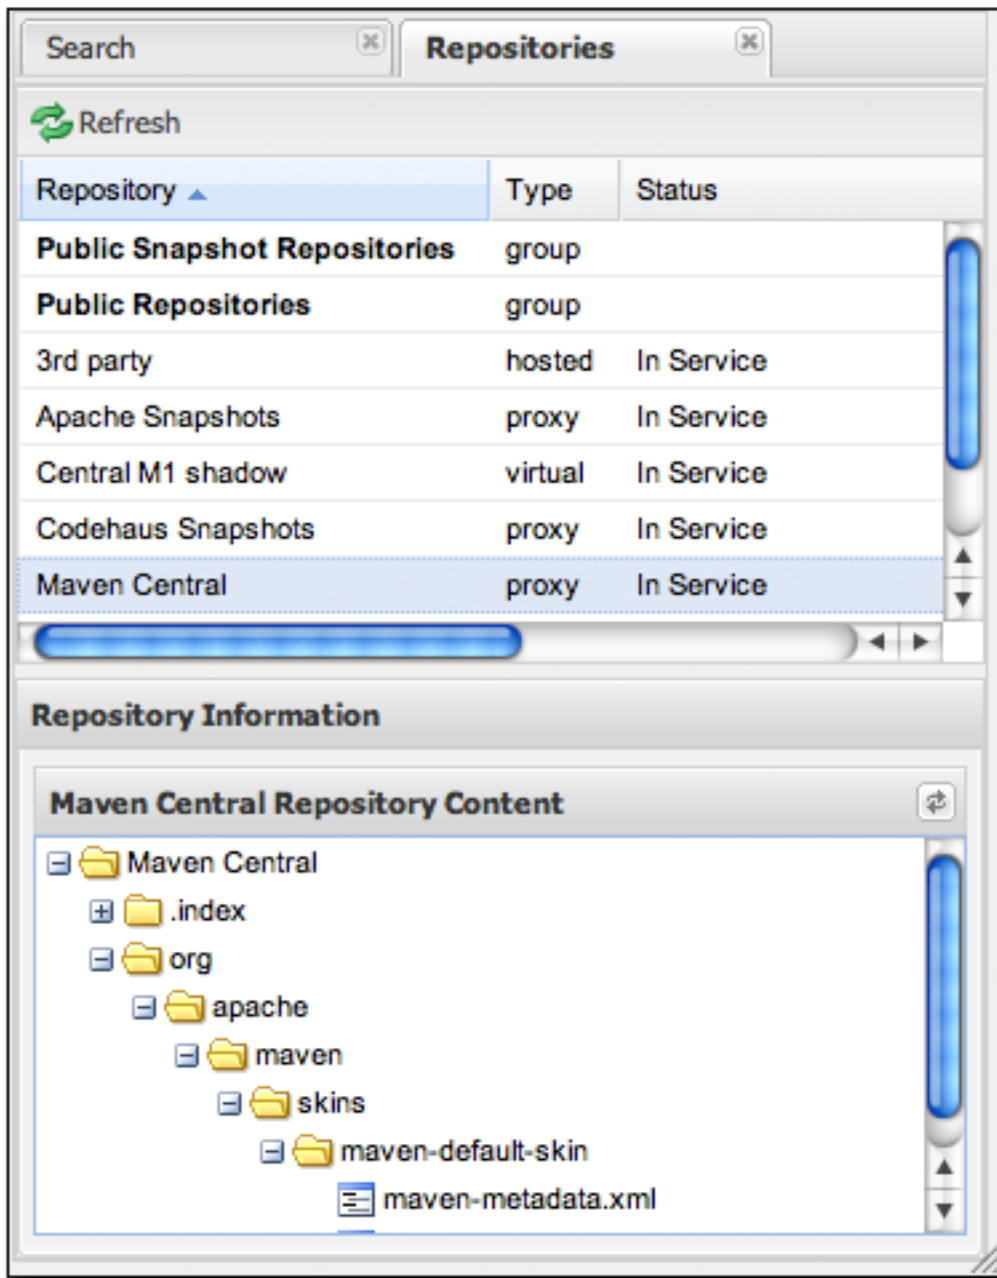 Search Repositories
Refresh
Repository Type Status
Public Snapshot Repositories group
Public Repositories group
3rd party hosted In Service
Apache Snapshots proxy In Service
Central M1 shadow virtual In Service
Codehaus Snapshots proxy In Service
Maven Central proxy In Service
Repository Information
Maven Central Repository Content
Maven Central
.index
org
apache
maven
skins
maven-default-skin
maven-metadata.xml